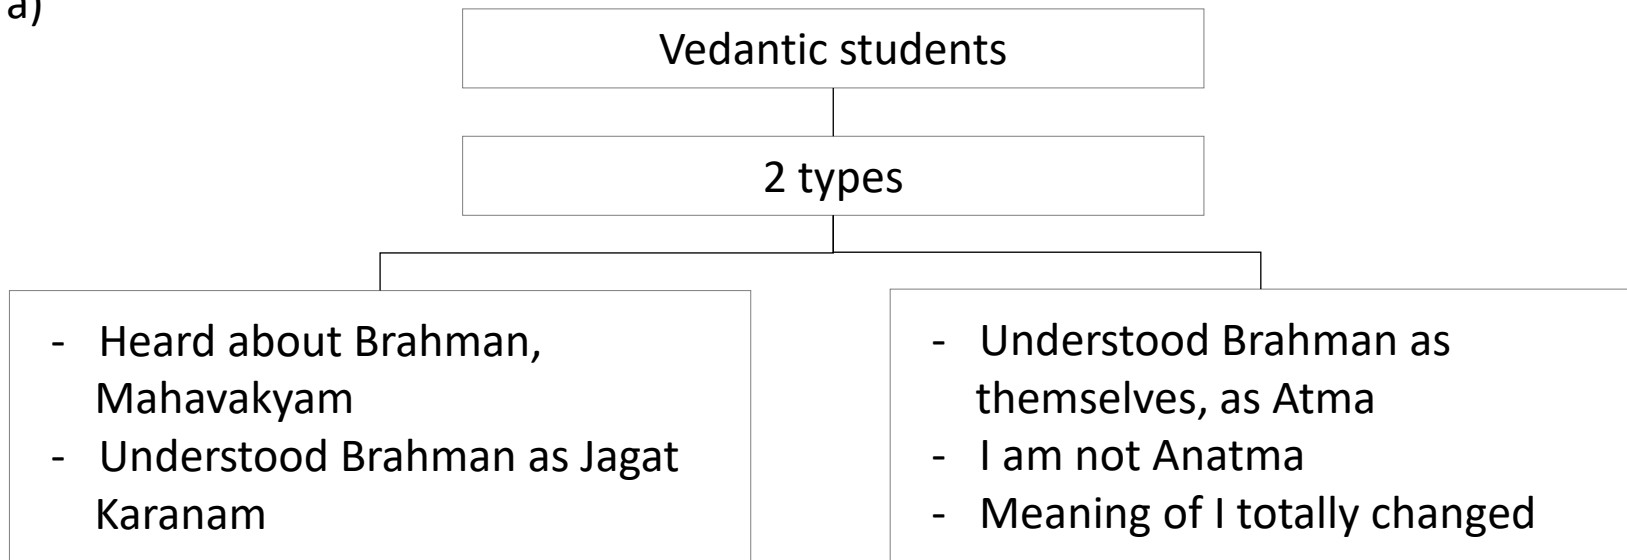 a)
Vedantic students
2 types
- Heard about Brahman,
Mahavakyam
- Understood Brahman as Jagat
Karanam
- Understood Brahman as
themselves, as Atma
- I am not Anatma
- Meaning of I totally changed